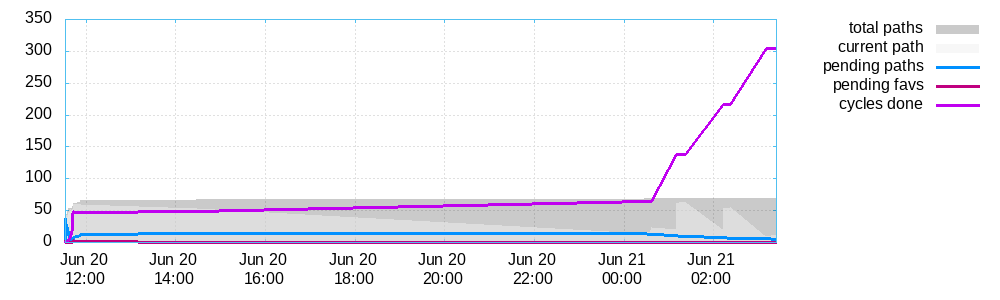 350
300
250
200
150
100
50
0
Jun 20 12:00
Jun 20 14:00
Jun 20 16:00
Jun 20 18:00
Jun 20 20:00
Jun 20 22:00
Jun 21 00:00
Jun 21 02:00
total paths
current path
pending paths
pending favs
cycles done